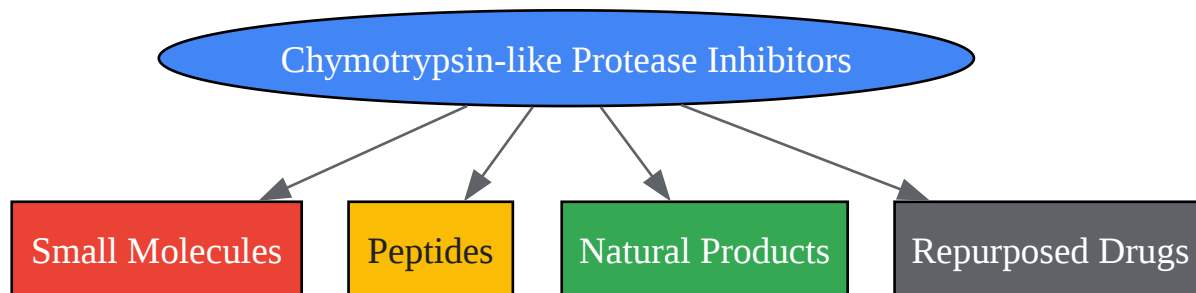 Chymotrypsin-like Protease Inhibitors
Small Molecules
Peptides
Natural Products
Repurposed Drugs